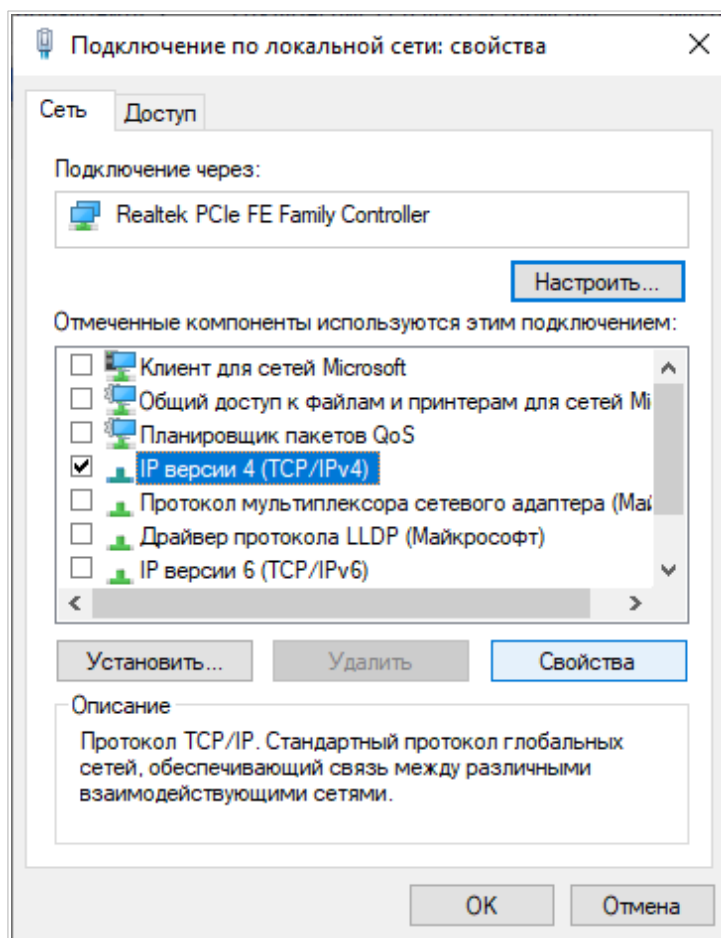 Подключение по локальной сети: свойства
Сеть
Доступ
Подключение через:
Realtek PCIe FE Family Controller
Настроить...
Отмеченные компоненты используются этим подключением:
Клиент для сетей Microsoft
Общий доступ к файлам и принтерам для сетей Mi
Планировщик пакетов QoS
IP версии 4 (TCP/IPv4)
Протокол мультиплексора сетевого адаптера (Май
Драйвер протокола LLDP (Майкрософт)
IP версии 6 (TCP/IPv6)
Установить...
Удалить
Свойства
Описание
Протокол TCP/IP. Стандартный протокол глобальных
сетей, обеспечивающий связь между различными
взаимодействующими сетями.
OK
Отмена